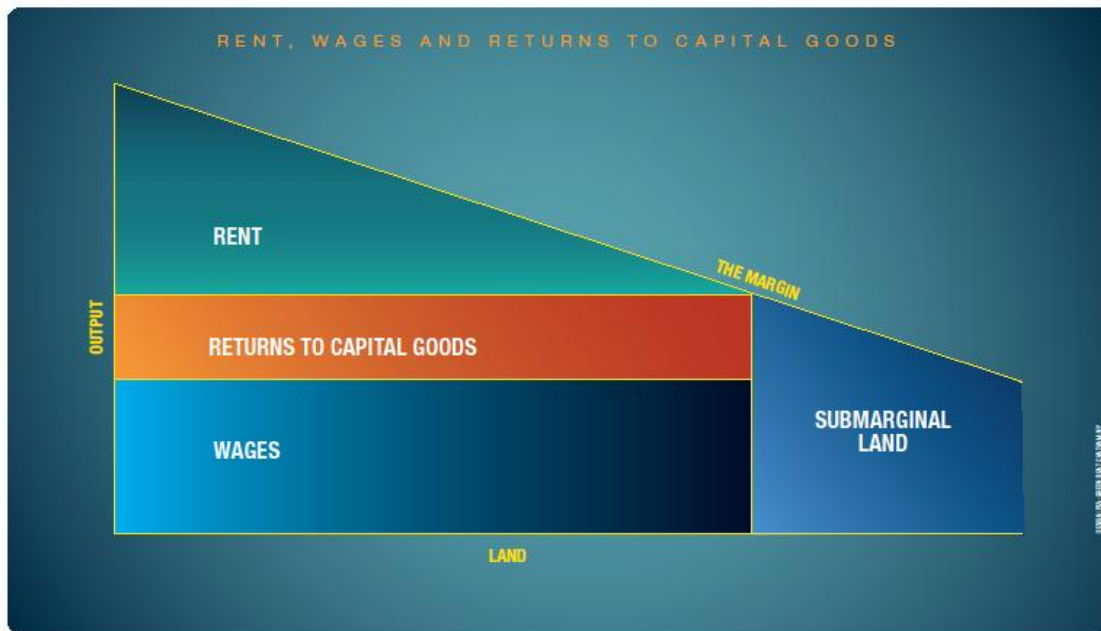 RENT, WAGES AND RETURNS TO CAPITAL GOODS
RENT
THE MARGIN
OUTPUT
RETURNS TO CAPITAL GOODS
WAGES
SUBMARGINAL
LAND
LAND